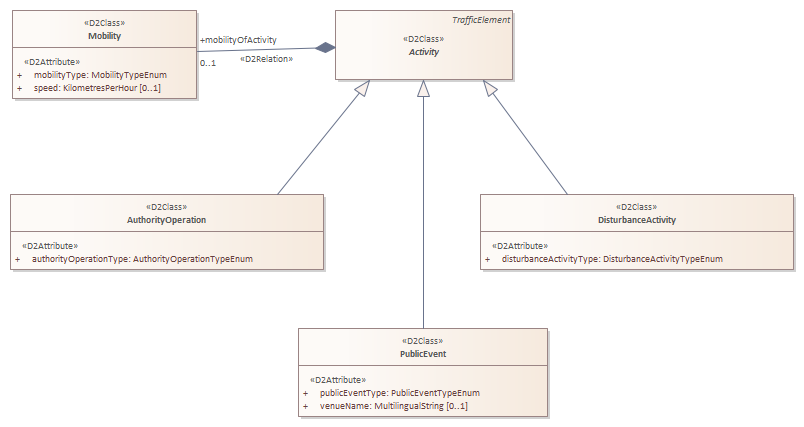 «D2Class»
Mobility
«D2Attribute»
+ mobilityType: MobilityTypeEnum
+ speed: KilometresPerHour [0..1]
+mobilityOfActivity
0..1
«D2Relation»
TrafficElement
«D2Class»
Activity
«D2Class»
AuthorityOperation
«D2Attribute»
+ authorityOperationType: AuthorityOperationTypeEnum
«D2Class»
DisturbanceActivity
«D2Attribute»
+ disturbanceActivityType: DisturbanceActivityTypeEnum
«D2Class»
PublicEvent
«D2Attribute»
+ publicEventType: PublicEventTypeEnum
+ venueName: MultilingualString [0..1]